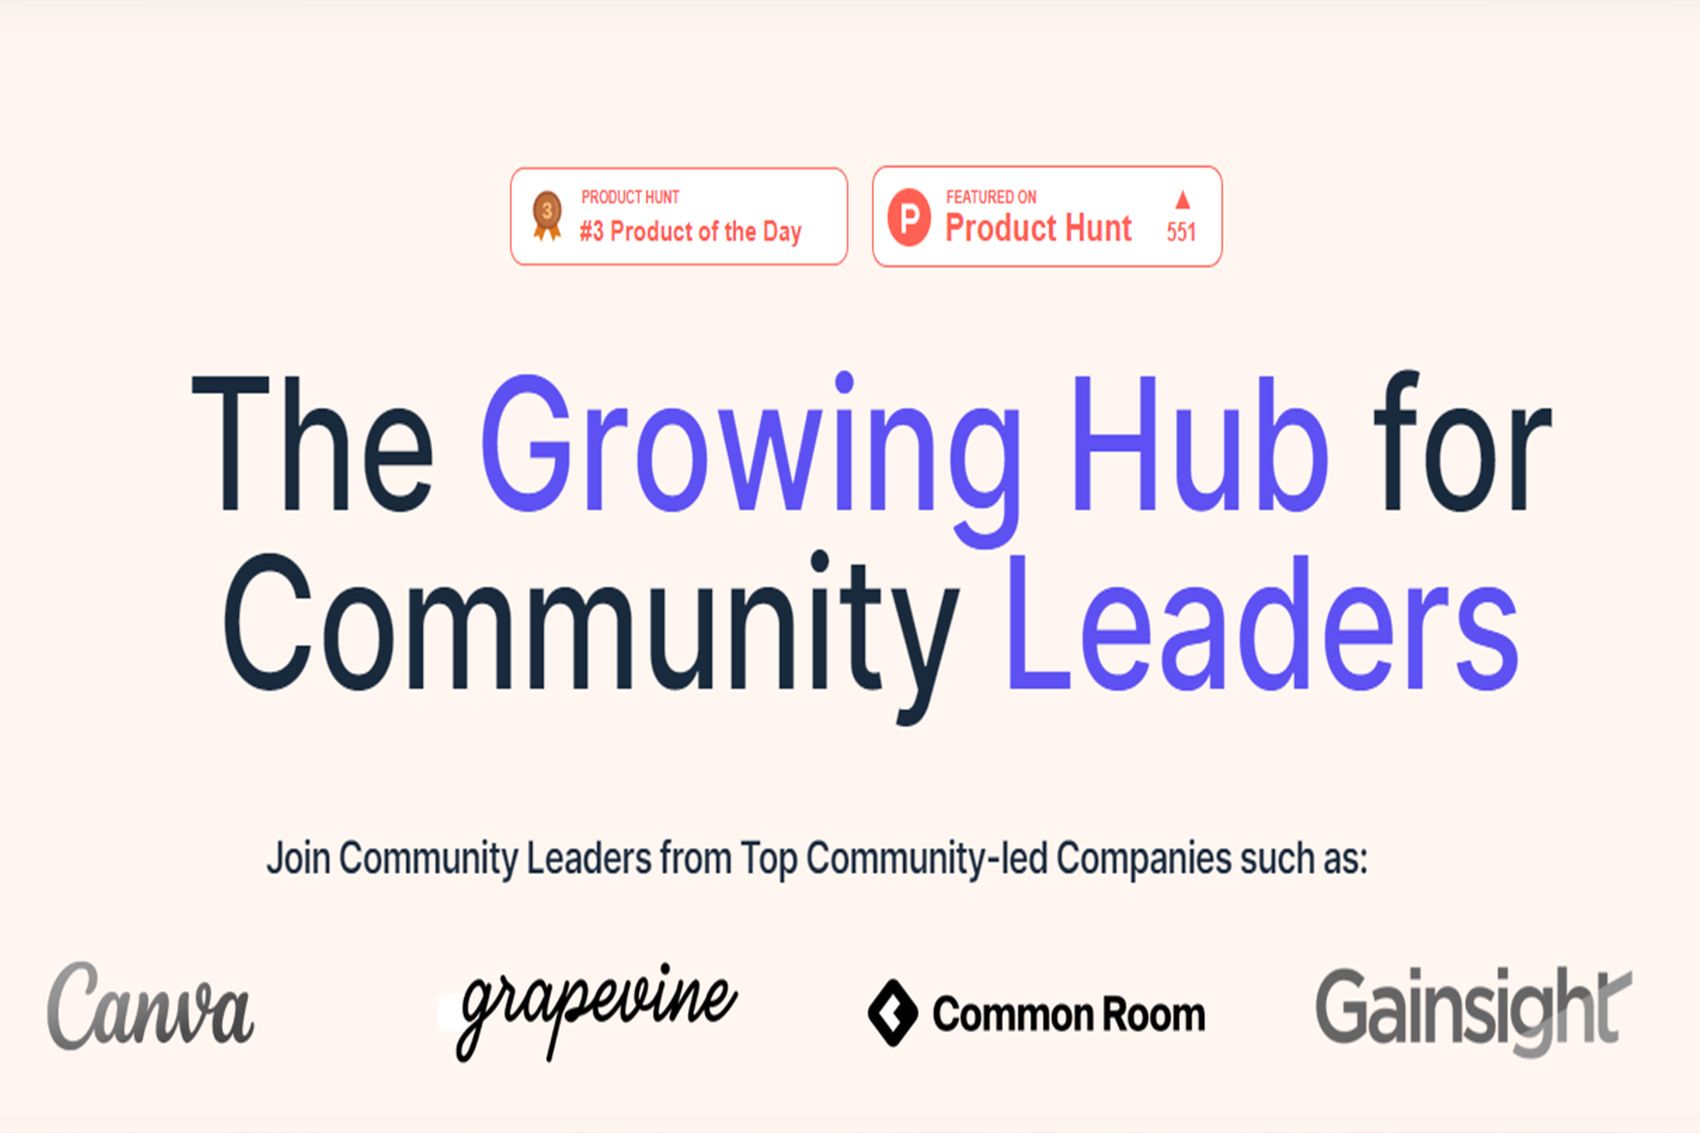 3
PRODUCT HUNT
#3 Product of the Day
P
FEATURED ON
Product Hunt
▲
551
The Growing Hub for
Community Leaders
Join Community Leaders from Top Community-led Companies such as:
Canva
grapevine
Common Room
Gainsight